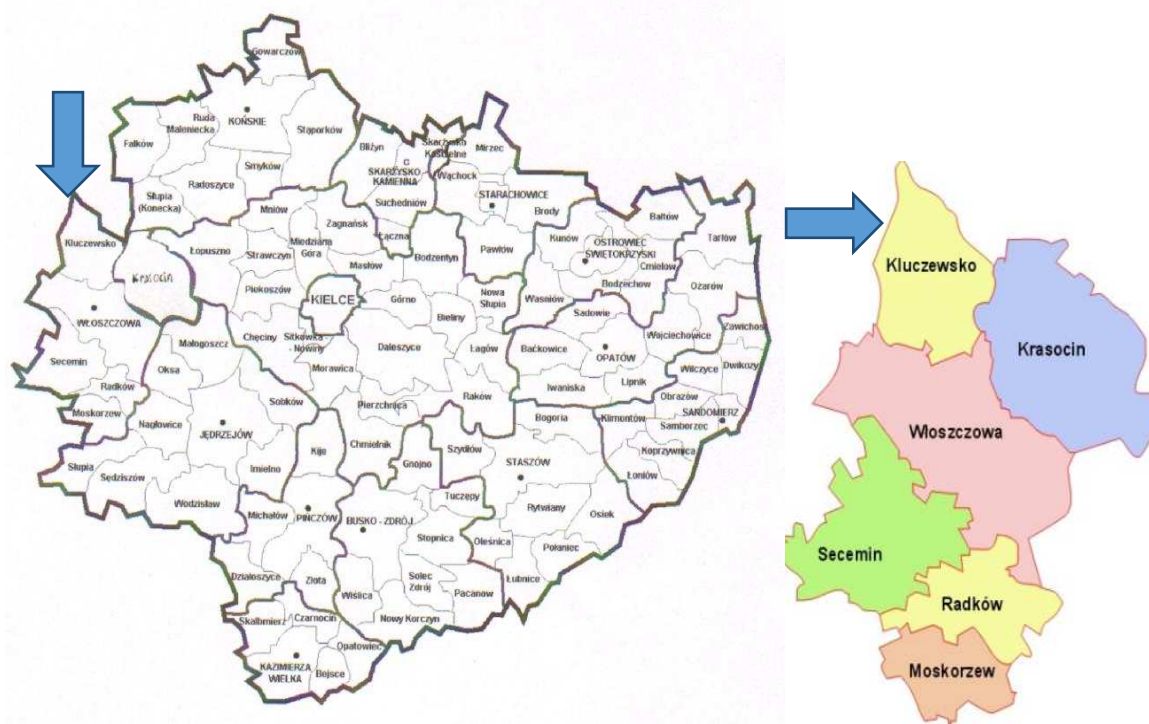 Gowarczów
Ruda
Maleniecka
KOŃSKIE
Stąporków
Fałków
Smyków
Radoszyce
Słupia
(Konecka)
Bliżyn
Skarżysko
Kościelne
Mirzec
SKARŻYSKO
KAMIENNA
Wąchock
STARACHOWICE
Suchedniów
Brody
Mniów
Zagnańsk
Łączna
Kluczewsko
Krasocin
Łopuszno
Strawczyn
Miedziana
Góra
Masłów
Bodzentyn
Pawłów
Kunów
Bałtów
OSTROWIEC
ŚWIĘTOKRZYSKI
Ćmielów
Tarłów
Bodzechów
Ożarów
Piekoszów
KIELCE
Górno
Nowa
Słupia
Waśniów
Bieliny
Sadowie
Wojciechowice
Zawichost
WŁOSZCZOWA
Małogoszcz
Chęciny
Sitkówka -
Nowiny
Daleszyce
Łagów
Baćkowice
OPATÓW
Secemin
Oksa
Morawica
Wilczyce
Dwikozy
Radków
Iwaniska
Lipnik
Obrazów
Moskorzew
Sobków
Pierzchnica
Raków
Nagłowice
JĘDRZEJÓW
Bogoria
Klimontów
SANDOMIERZ
Samborzec
Chmielnik
Szydłów
Kije
Koprzywnica
Słupia
Sędziszów
Imielno
Gnojno
STASZÓW
Łoniów
Wodzisław
Michałów
PIŃCZÓW
BUSKO - ZDRÓJ
Tuczępy
Rytwiany
Osiek
Stopnica
Oleśnica
Połaniec
Działoszyce
Złota
Wiślica
Solec
Zdrój
Pacanów
Łubnice
Skalbmierz
Czarnocin
Nowy Korczyn
Opatowiec
KAZIMIERZA
WIELKA
Bejsce
Kluczewsko
Krasocin
Włoszczowa
Secemin
Radków
Moskorzew